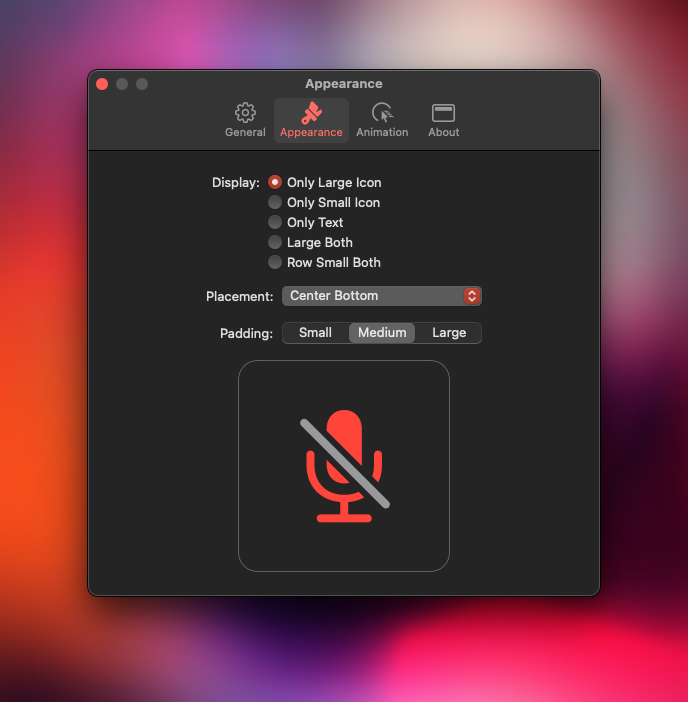 Appearance
General Appearance Animation About
Display: Only Large Icon
Only Small Icon
Only Text
Large Both
Row Small Both
Placement: Center Bottom
Padding: Small Medium Large